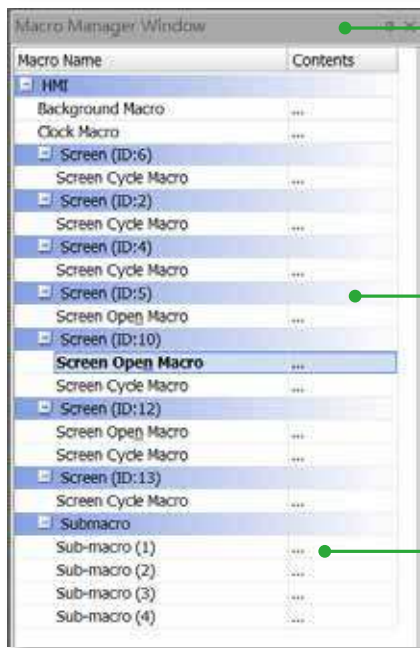 Macro Manager Window
Macro Name Contents
HMI
Background Macro ...
Clock Macro ...
Screen (ID:6)
Screen Cycle Macro ...
Screen (ID:2)
Screen Cycle Macro ...
Screen (ID:4)
Screen Cycle Macro ...
Screen (ID:5)
Screen Open Macro ...
Screen (ID:10)
Screen Open Macro ...
Screen Cycle Macro ...
Screen (ID:12)
Screen Open Macro ...
Screen Cycle Macro ...
Screen (ID:13)
Screen Cycle Macro ...
Submacro
Sub-macro (1) ...
Sub-macro (2) ...
Sub-macro (3) ...
Sub-macro (4) ...